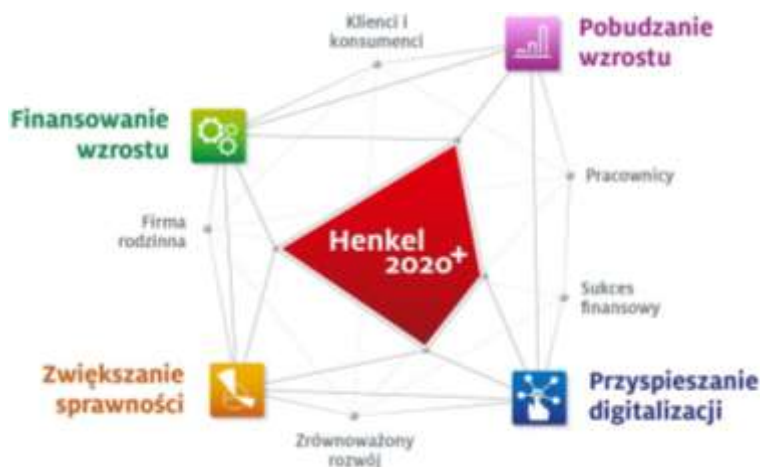 Klienci i
konsumenci
Pobudzanie
wzrostu
Finansowanie
wzrostu
Pracownicy
Firma
rodzinna
Henkel
2020+
Sukces
finansowy
Zwiększanie
sprawności
Przyspieszanie
digitalizacji
Zrównoważony
rozwój